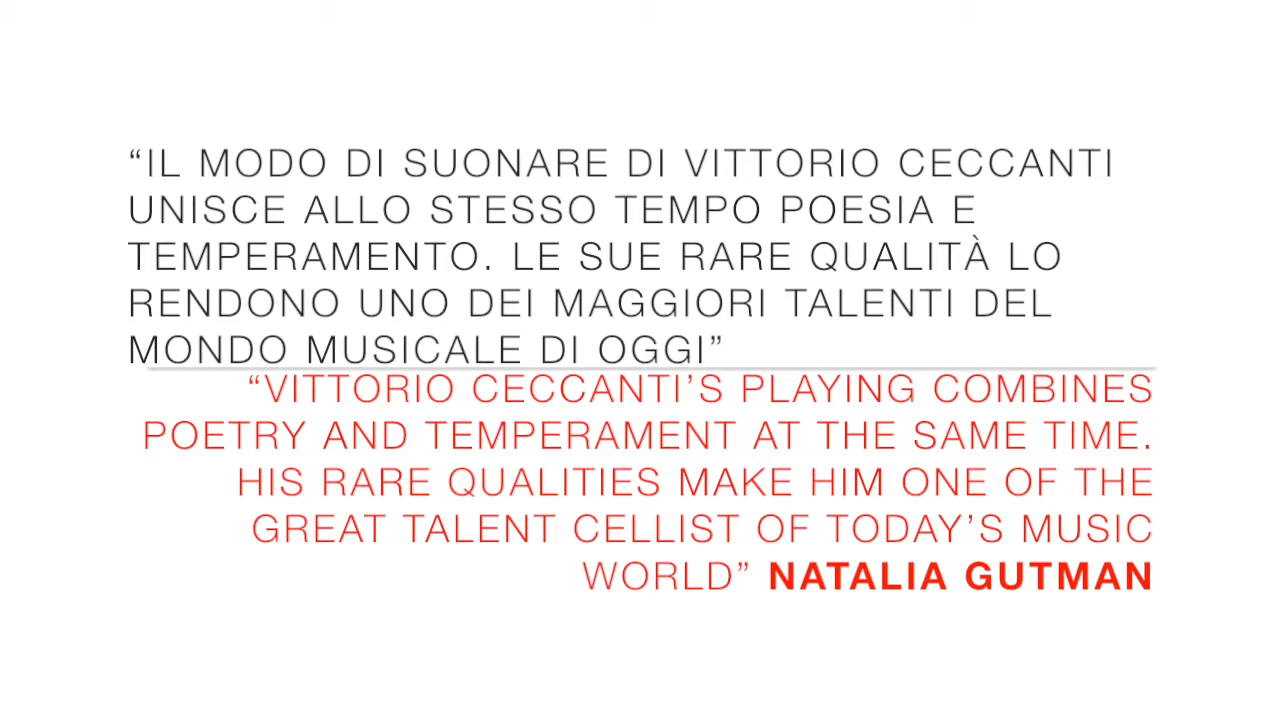 “IL MODO DI SUONARE DI VITTORIO CECCANTI
UNISCE ALLO STESSO TEMPO POESIA E
TEMPERAMENTO. LE SUE RARE QUALITÀ LO
RENDONO UNO DEI MAGGIORI TALENTI DEL
MONDO MUSICALE DI OGGI”
“VITTORIO CECCANTI’S PLAYING COMBINES
POETRY AND TEMPERAMENT AT THE SAME TIME.
HIS RARE QUALITIES MAKE HIM ONE OF THE
GREAT TALENT CELLIST OF TODAY’S MUSIC
WORLD” NATALIA GUTMAN